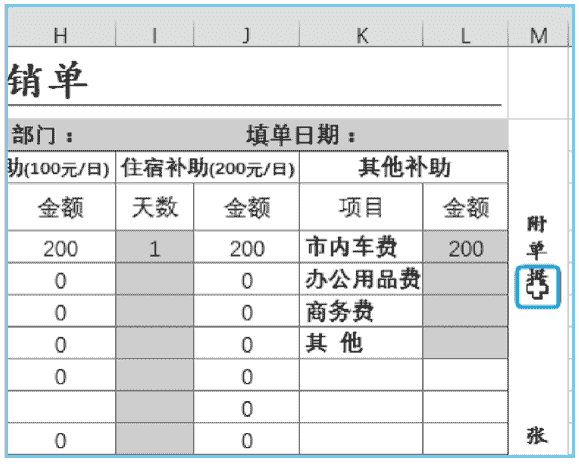 H I J K L M
销单
部门： 填单日期：
助(100元/日) 住宿补助(200元/日) 其他补助
金额 天数 金额 项目 金额
200 1 200 市内车费 200
0 0 办公用品费
0 0 商务费
0 0 其 他
0 0
0
0 0
附
单
张